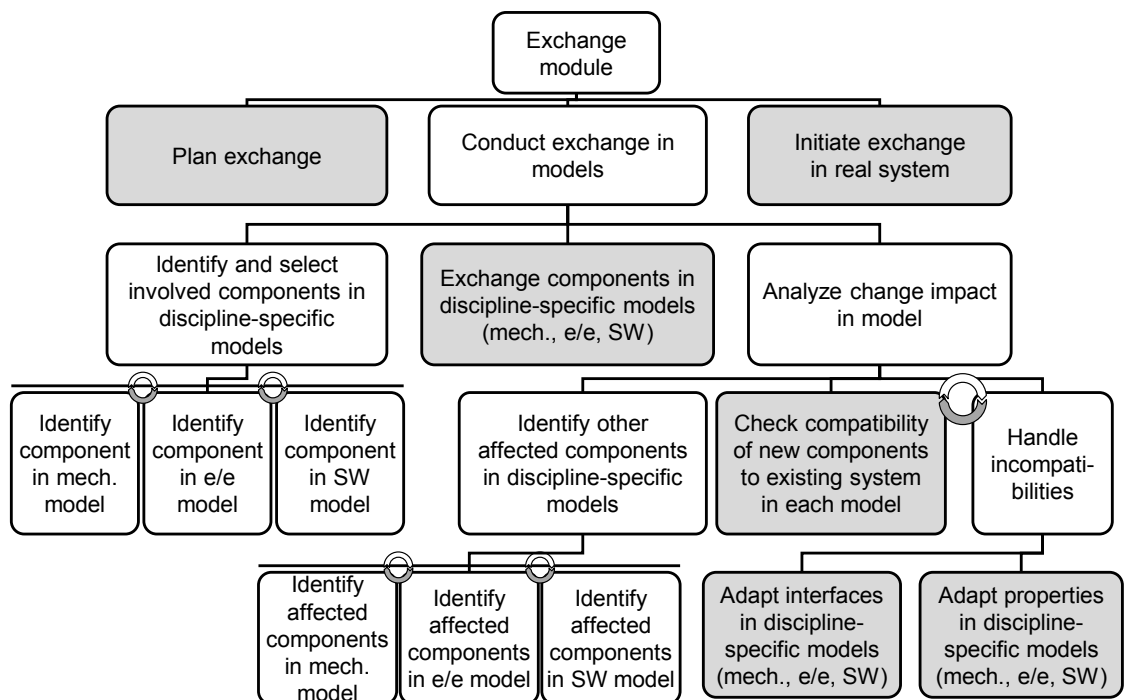 Exchange
module
Plan exchange
Conduct exchange in
models
Initiate exchange
in real system
Identify and select
involved components in
discipline-specific
models
Exchange components in
discipline-specific models
(mech., e/e, SW)
Analyze change impact
in model
Identify
component
in mech.
model
Identify
component
in e/e
model
Identify
component
in SW
model
Identify other
affected components
in discipline-specific
models
Check compatibility
of new components
to existing system
in each model
Handle
incompati-
bilities
Identify
affected
components
in mech.
model
Identify
affected
components
in e/e model
Identify
affected
components
in SW model
Adapt interfaces
in discipline-
specific models
(mech., e/e, SW)
Adapt properties
in discipline-
specific models
(mech., e/e, SW)